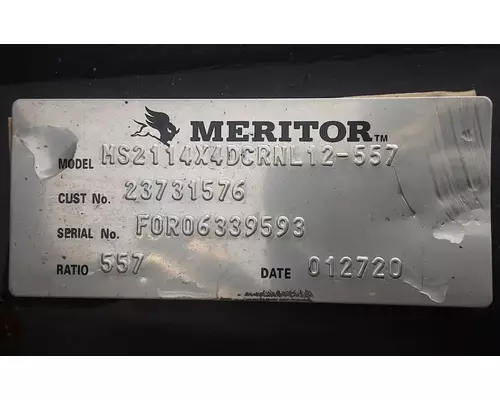 MERITOR™
MODEL MS2114X4DCRNL12-557
CUST No. 23731576
SERIAL No. FOR06339593
RATIO 557 DATE 012720